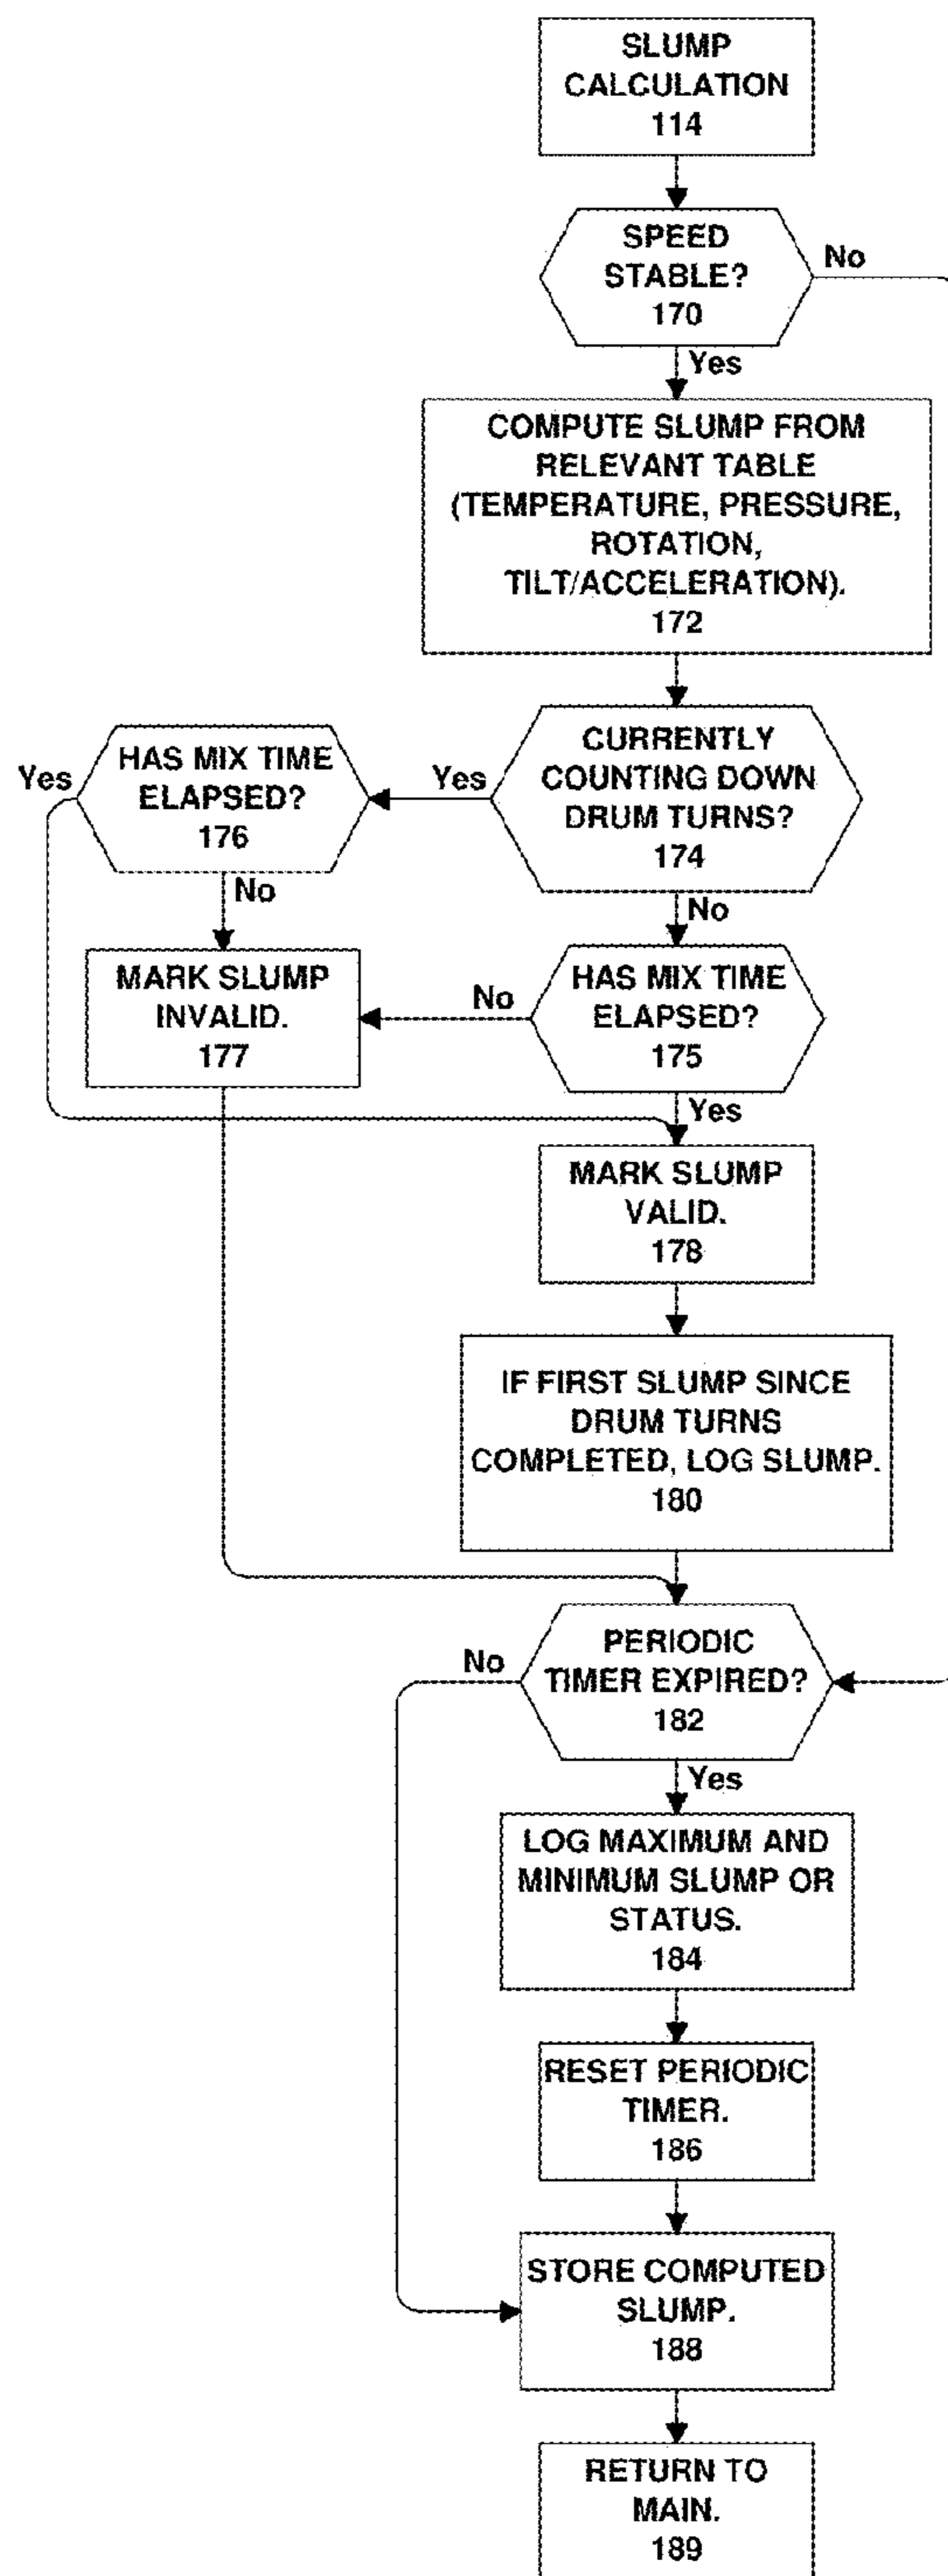 SLUMP
CALCULATION
114
SPEED
STABLE?
170
No
Yes
COMPUTE SLUMP FROM
RELEVANT TABLE
(TEMPERATURE, PRESSURE,
ROTATION,
TILT/ACCELERATION).
172
CURRENTLY
COUNTING DOWN
DRUM TURNS?
174
Yes
HAS MIX TIME
ELAPSED?
176
Yes
No
No
MARK SLUMP
INVALID.
177
HAS MIX TIME
ELAPSED?
175
No
Yes
MARK SLUMP
VALID.
178
IF FIRST SLUMP SINCE
DRUM TURNS
COMPLETED, LOG SLUMP.
180
PERIODIC
TIMER EXPIRED?
182
No
Yes
LOG MAXIMUM AND
MINIMUM SLUMP OR
STATUS.
184
RESET PERIODIC
TIMER.
186
STORE COMPUTED
SLUMP.
188
RETURN TO
MAIN.
189